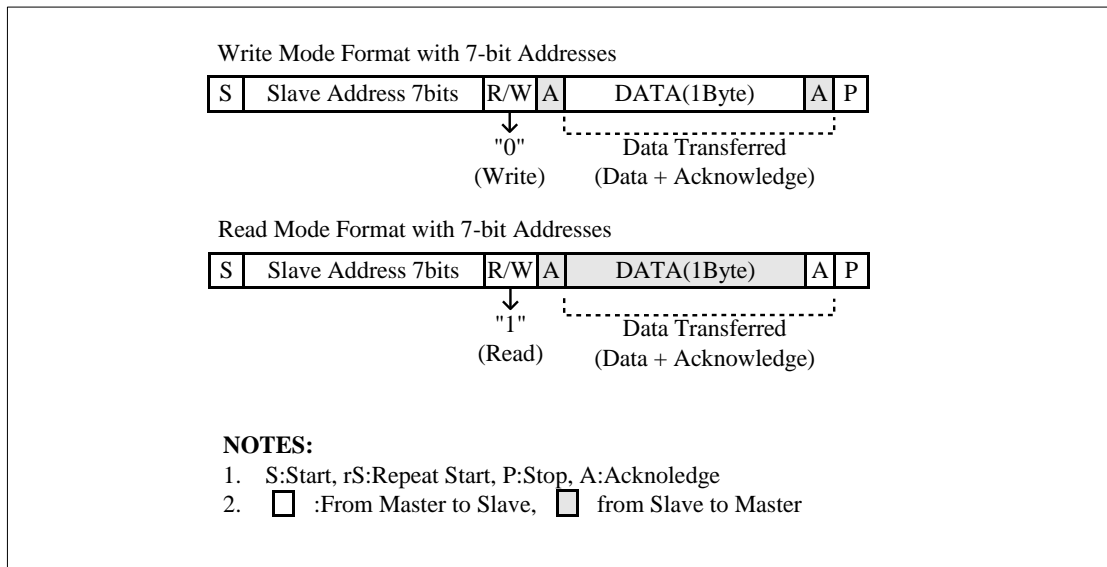 Write Mode Format with 7-bit Addresses
S Slave Address 7bits R/W A DATA(1Byte) A P
"0" Data Transferred
(Write) (Data + Acknowledge)
Read Mode Format with 7-bit Addresses
S Slave Address 7bits R/W A DATA(1Byte) A P
"1" Data Transferred
(Read) (Data + Acknowledge)
NOTES:
1. S:Start, rS:Repeat Start, P:Stop, A:Acknoledge
2. :From Master to Slave, from Slave to Master